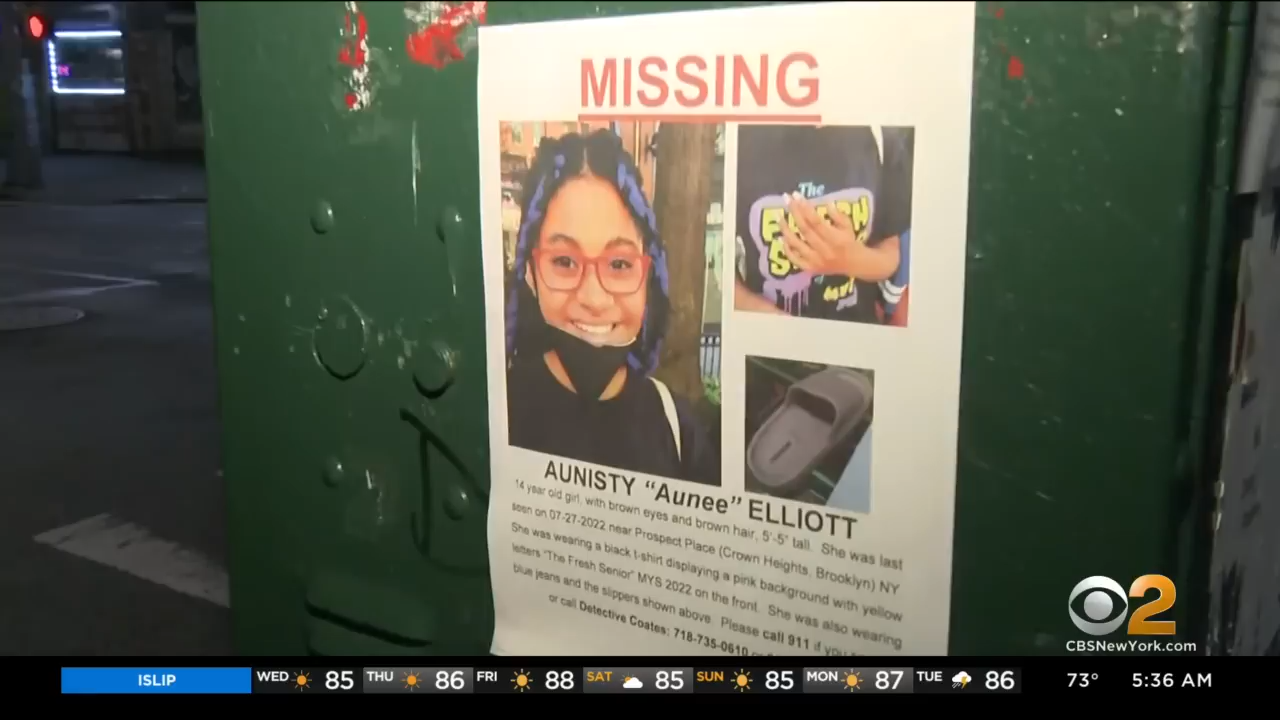 MISSING
The
AUNISTY "Aunee" ELLIOTT
14 year old girl, with brown eyes and brown hair, 5'-5" tall. She was last
seen on 07-27-2022 near Prospect Place (Crown Heights, Brooklyn) NY
She was wearing a black t-shirt displaying a pink background with yellow
letters "The Fresh Senior" MYS 2022 on the front. She was also wearing
blue jeans and the slippers shown above. Please call 911 if you
or call Detective Coates: 718-735-0610
2
CBSNewYork.com
ISLIP WED 85 THU 86 FRI 88 SAT 85 SUN 85 MON 87 TUE 86 73° 5:36 AM